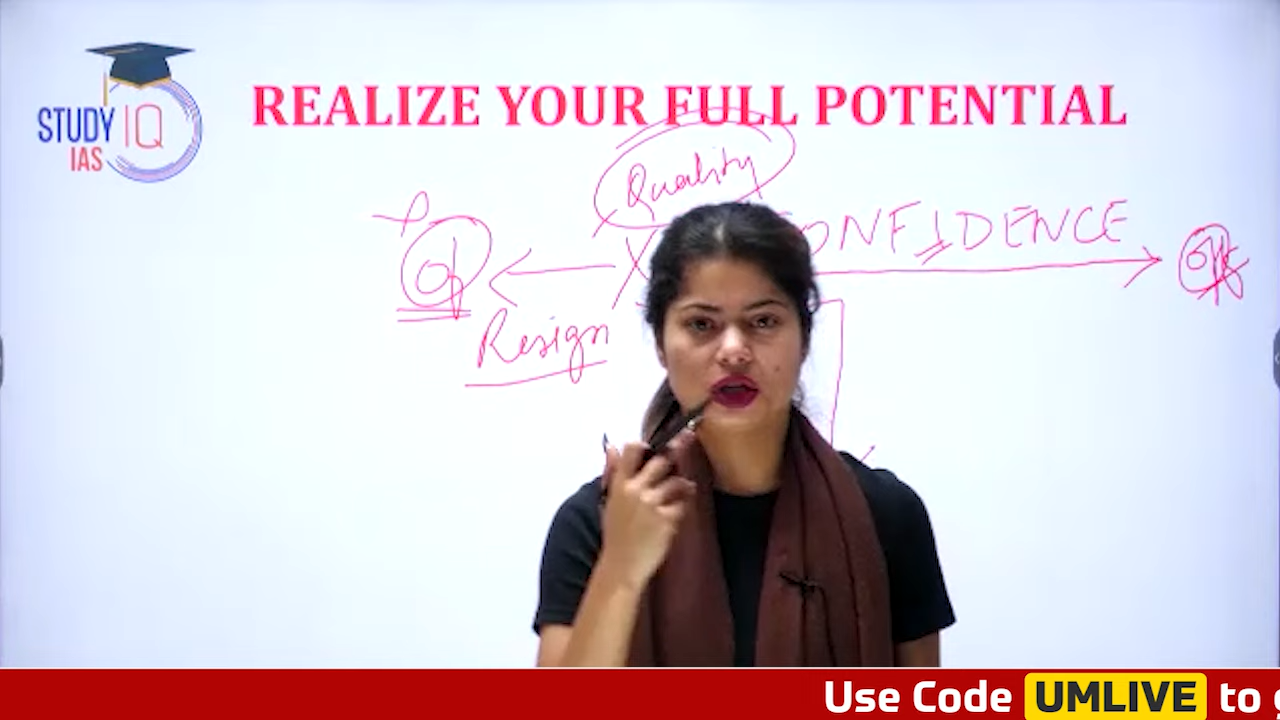 STUDY IQ
IAS
REALIZE YOUR FULL POTENTIAL
Quality
ONFIDENCE
Resign
Use Code UMLIVE to